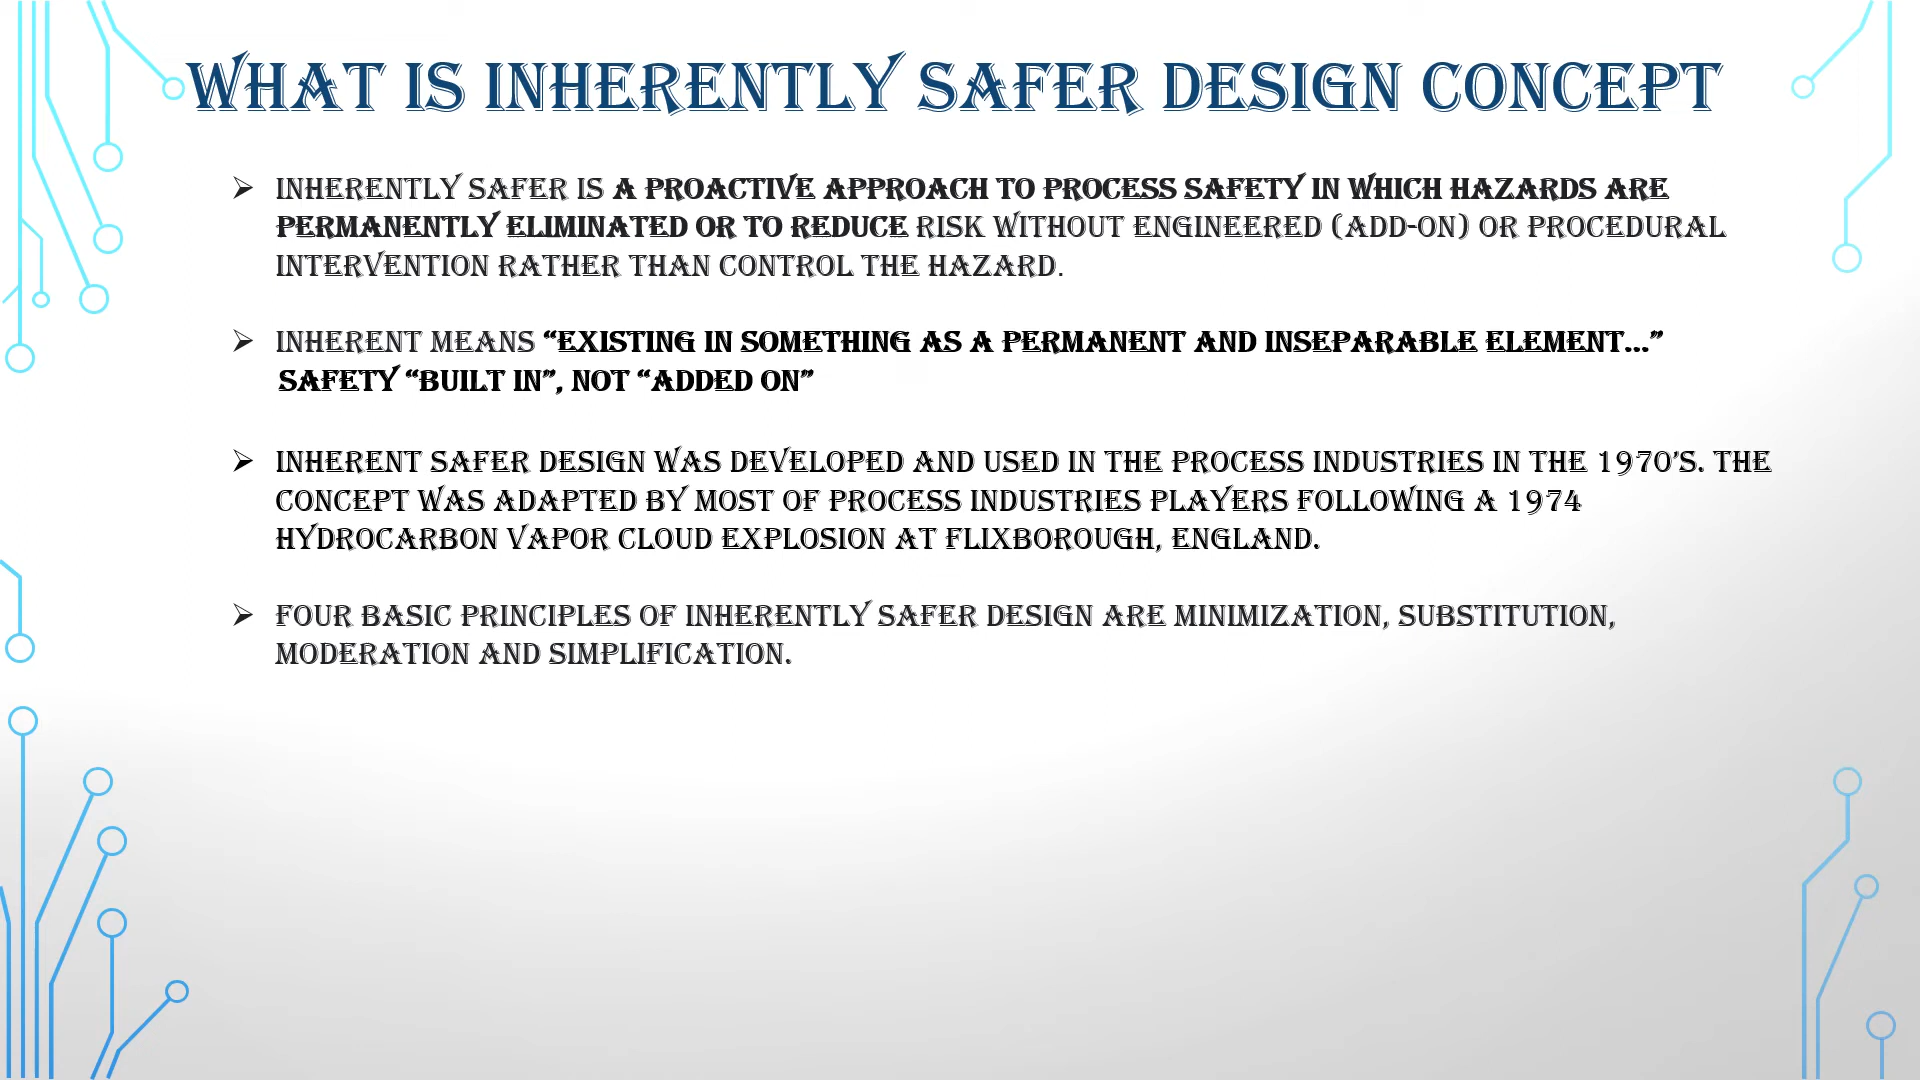 WHAT IS INHERENTLY SAFER DESIGN CONCEPT
➢ INHERENTLY SAFER IS A PROACTIVE APPROACH TO PROCESS SAFETY IN WHICH HAZARDS ARE
PERMANENTLY ELIMINATED OR TO REDUCE RISK WITHOUT ENGINEERED (ADD-ON) OR PROCEDURAL
INTERVENTION RATHER THAN CONTROL THE HAZARD.
➢ INHERENT MEANS “EXISTING IN SOMETHING AS A PERMANENT AND INSEPARABLE ELEMENT...”
SAFETY “BUILT IN”, NOT “ADDED ON”
➢ INHERENT SAFER DESIGN WAS DEVELOPED AND USED IN THE PROCESS INDUSTRIES IN THE 1970’S. THE
CONCEPT WAS ADAPTED BY MOST OF PROCESS INDUSTRIES PLAYERS FOLLOWING A 1974
HYDROCARBON VAPOR CLOUD EXPLOSION AT FLIXBOROUGH, ENGLAND.
➢ FOUR BASIC PRINCIPLES OF INHERENTLY SAFER DESIGN ARE MINIMIZATION, SUBSTITUTION,
MODERATION AND SIMPLIFICATION.